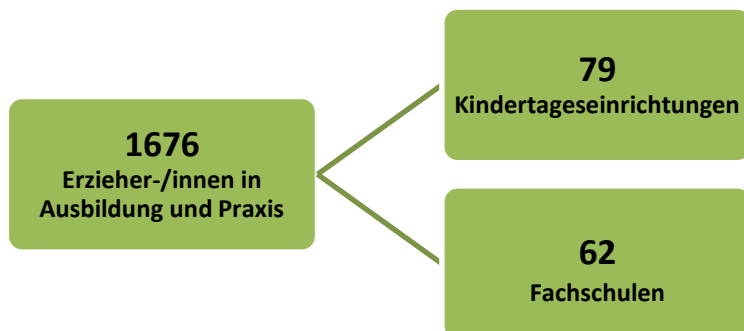 1676
Erzieher-/innen in
Ausbildung und Praxis
79
Kindertageseinrichtungen
62
Fachschulen